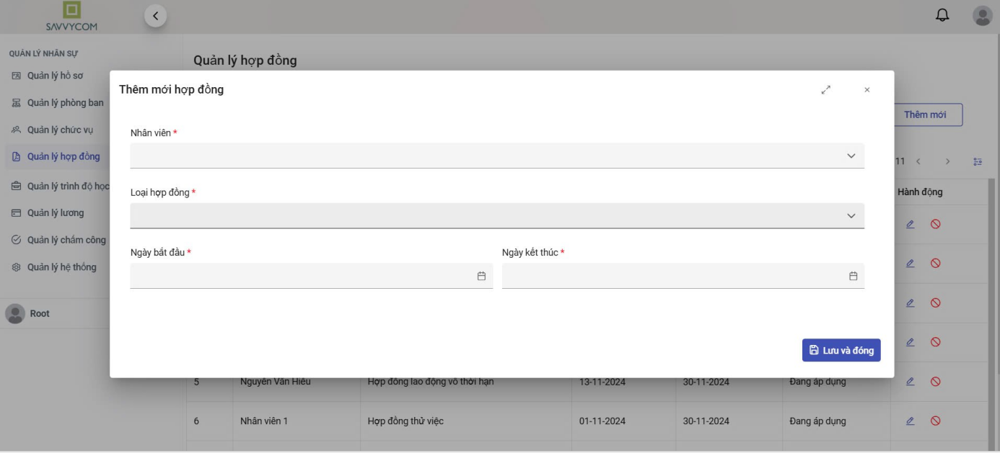 SAVVYCOM
QUẢN LÝ NHÂN SỰ
Quản lý hồ sơ
Quản lý phòng ban
Quản lý chức vụ
Quản lý hợp đồng
Quản lý trình độ học
Quản lý lương
Quản lý chấm công
Quản lý hệ thống
Root
Quản lý hợp đồng
Thêm mới
11
Hành động
Thêm mới hợp đồng
Nhân viên *
Loại hợp đồng *
Ngày bắt đầu * Ngày kết thúc *
Lưu và đóng
5 Nguyễn Văn Hiếu Hợp đồng lao động vô thời hạn 13-11-2024 30-11-2024 Đang áp dụng
6 Nhân viên 1 Hợp đồng thử việc 01-11-2024 30-11-2024 Đang áp dụng